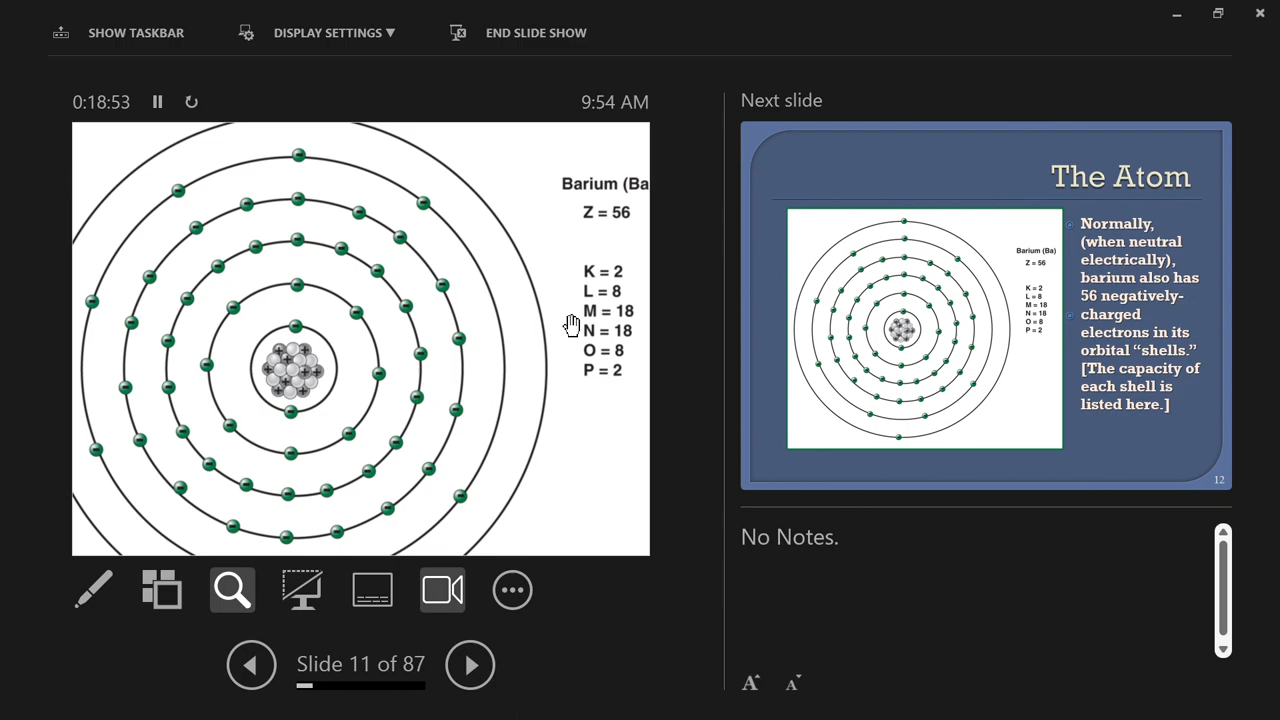 SHOW TASKBAR
DISPLAY SETTINGS ▼
END SLIDE SHOW
0:18:53
9:54 AM
Barium (Ba
Z = 56
K = 2
L = 8
M = 18
N = 18
O = 8
P = 2
Slide 11 of 87
Next slide
The Atom
Barium (Ba)
Z = 56
K = 2
L = 8
M = 18
N = 18
O = 8
P = 2
Normally,
(when neutral
electrically),
barium also has
56 negatively-
charged
electrons in its
orbital “shells.”
[The capacity of
each shell is
listed here.]
12
No Notes.
A A